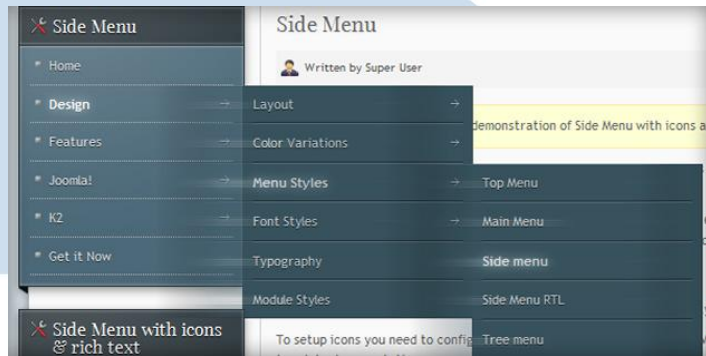 Side Menu
Home
Design
Features
Joomla!
K2
Get it Now
Side Menu with icons
& rich text
Layout
Color Variations
Menu Styles
Font Styles
Typography
Module Styles
Top Menu
Main Menu
Side menu
Side Menu RTL
Tree menu
Side Menu
Written by Super User
demonstration of Side Menu with icons a
To setup icons you need to config